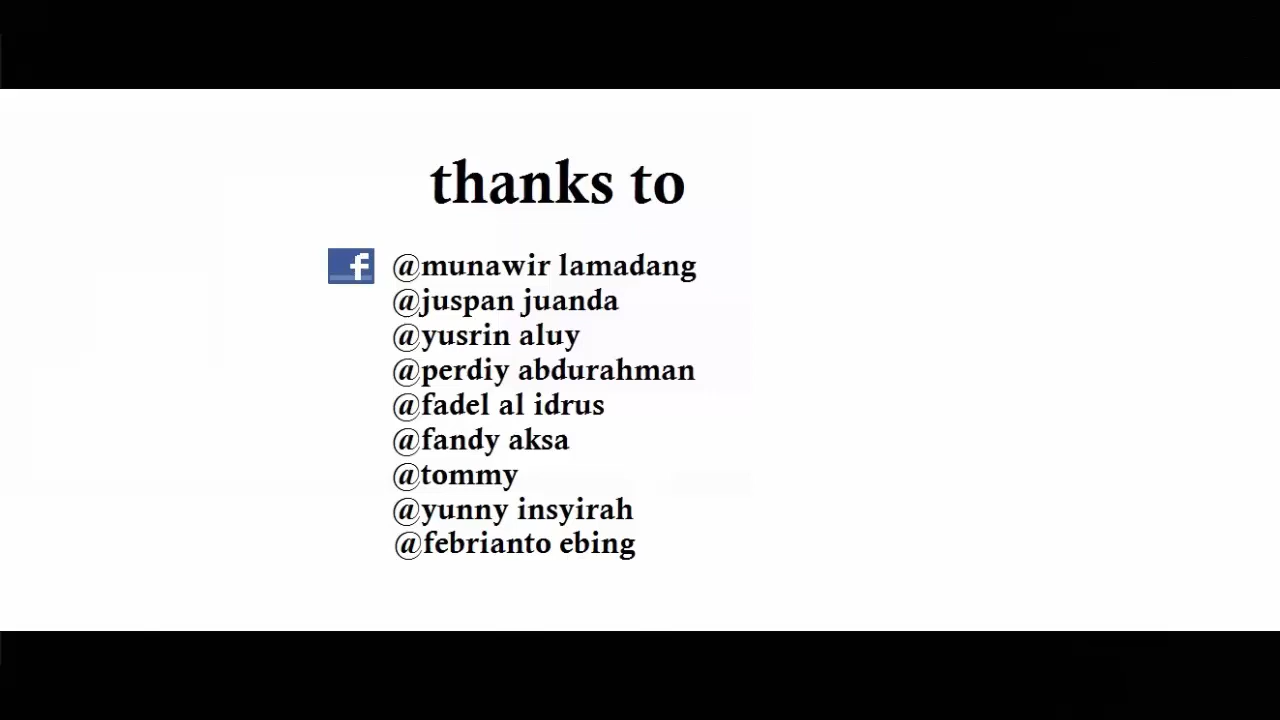 thanks to
f @munawir lamadang
@juspan juanda
@yusrin aluy
@perdiy abdurahman
@fadel al idrus
@fandy aksa
@tommy
@yunny insyirah
@febrianto ebing